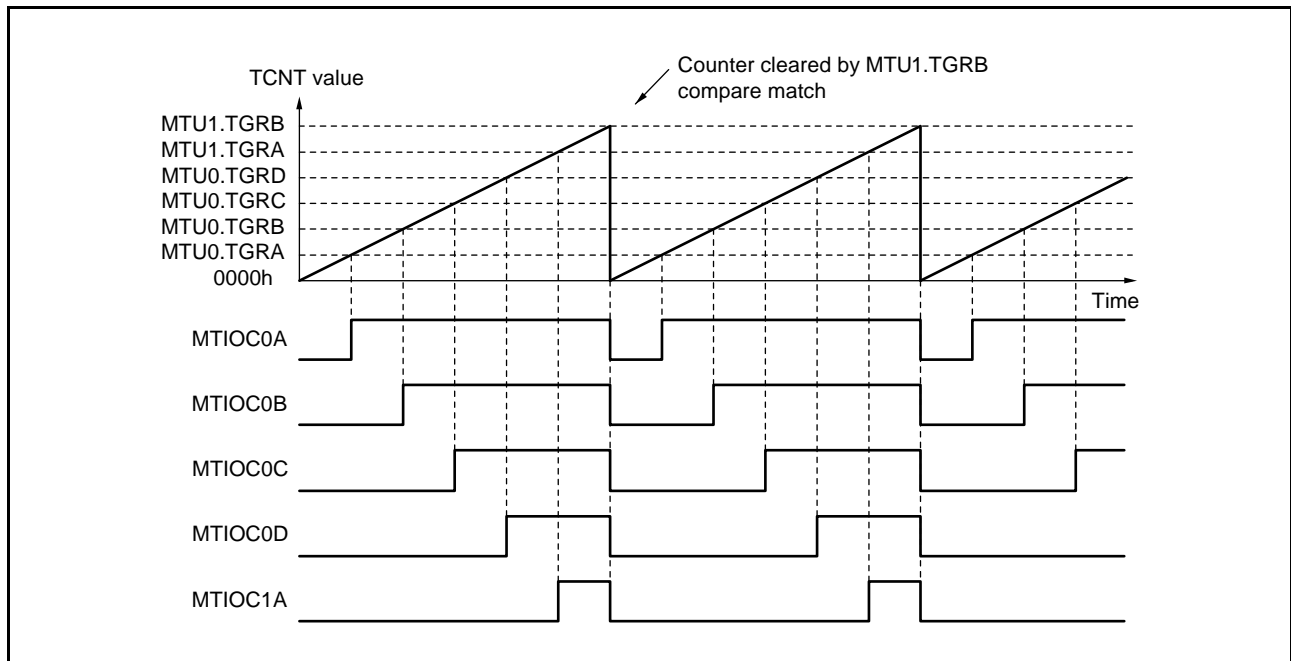 TCNT value
Counter cleared by MTU1.TGRB
compare match
MTU1.TGRB
MTU1.TGRA
MTU0.TGRD
MTU0.TGRC
MTU0.TGRB
MTU0.TGRA
0000h
Time
MTIOC0A
MTIOC0B
MTIOC0C
MTIOC0D
MTIOC1A